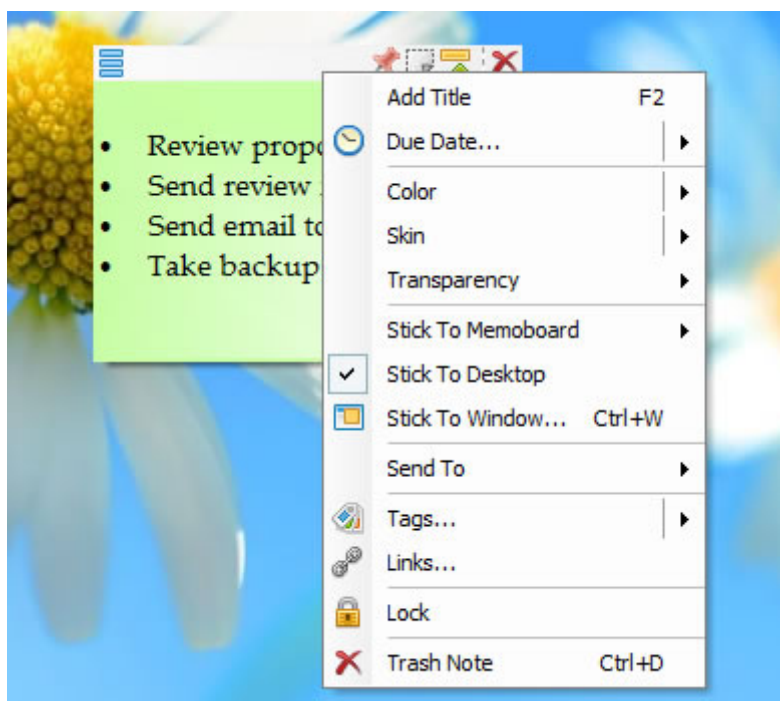 • Review
• Send review
• Send email to
• Take backup
Add Title F2
Due Date...
Color
Skin
Transparency
Stick To Memoboard
Stick To Desktop
Stick To Window... Ctrl+W
Send To
Tags...
Links...
Lock
Trash Note Ctrl+D